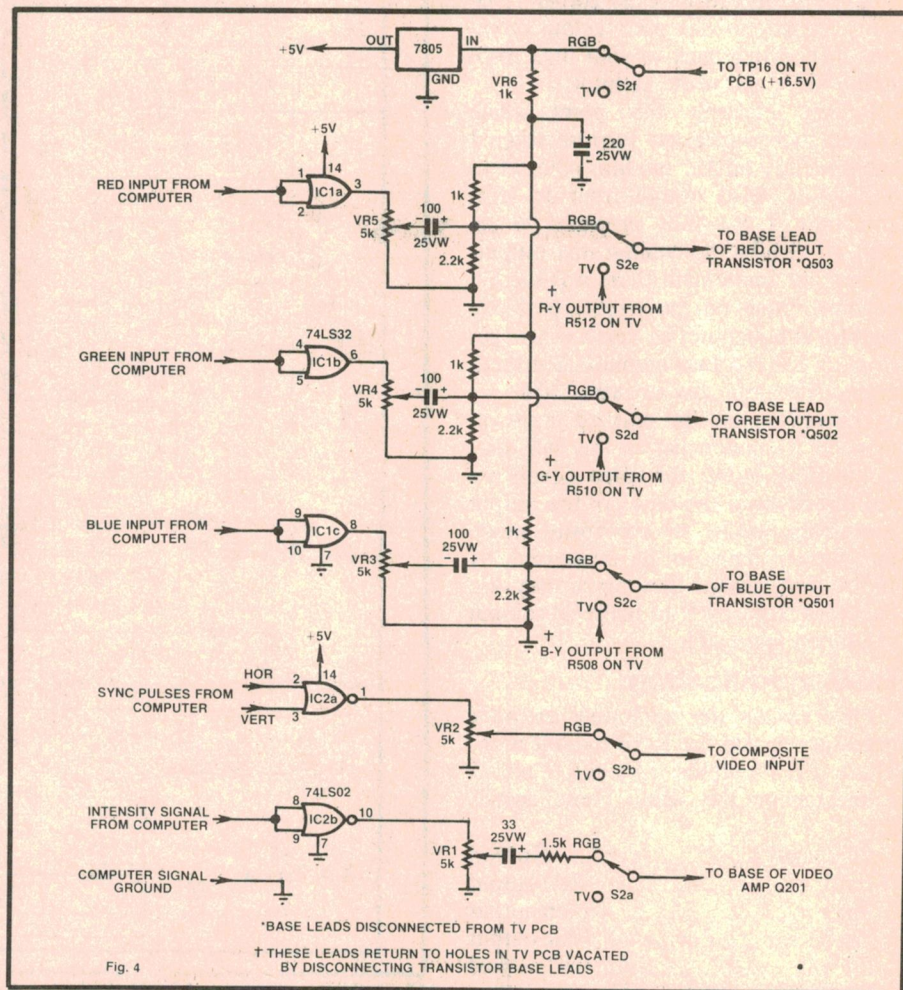 +5V
OUT
7805
IN
GND
RGB
TV
S2f
TO TP16 ON TV
PCB (+16.5V)
VR6
1k
220
25VW
+
-
+5V
RED INPUT FROM
COMPUTER
1
2
14
IC1a
3
VR5
5k
- 100 +
25VW
1k
2.2k
RGB
TV
S2e
TO BASE LEAD
OF RED OUTPUT
TRANSISTOR *Q503
†
R-Y OUTPUT FROM
R512 ON TV
74LS32
GREEN INPUT FROM
COMPUTER
4
5
IC1b
6
VR4
5k
- 100 +
25VW
1k
2.2k
RGB
TV
S2d
TO BASE LEAD
OF GREEN OUTPUT
TRANSISTOR *Q502
†
G-Y OUTPUT FROM
R510 ON TV
BLUE INPUT FROM
COMPUTER
9
10
IC1c
8
7
VR3
5k
100
25VW
- +
1k
2.2k
RGB
TV
S2c
TO BASE
OF BLUE OUTPUT
TRANSISTOR *Q501
†
B-Y OUTPUT FROM
R508 ON TV
+5V
SYNC PULSES FROM
COMPUTER
HOR
VERT
2
3
14
IC2a
1
VR2
5k
RGB
TV
S2b
TO COMPOSITE
VIDEO INPUT
74LS02
INTENSITY SIGNAL
FROM COMPUTER
8
9
IC2b
10
7
VR1
5k
33
25VW
- +
1.5k
RGB
TV
S2a
TO BASE OF VIDEO
AMP Q201
COMPUTER SIGNAL
GROUND
*BASE LEADS DISCONNECTED FROM TV PCB
† THESE LEADS RETURN TO HOLES IN TV PCB VACATED
BY DISCONNECTING TRANSISTOR BASE LEADS
Fig. 4